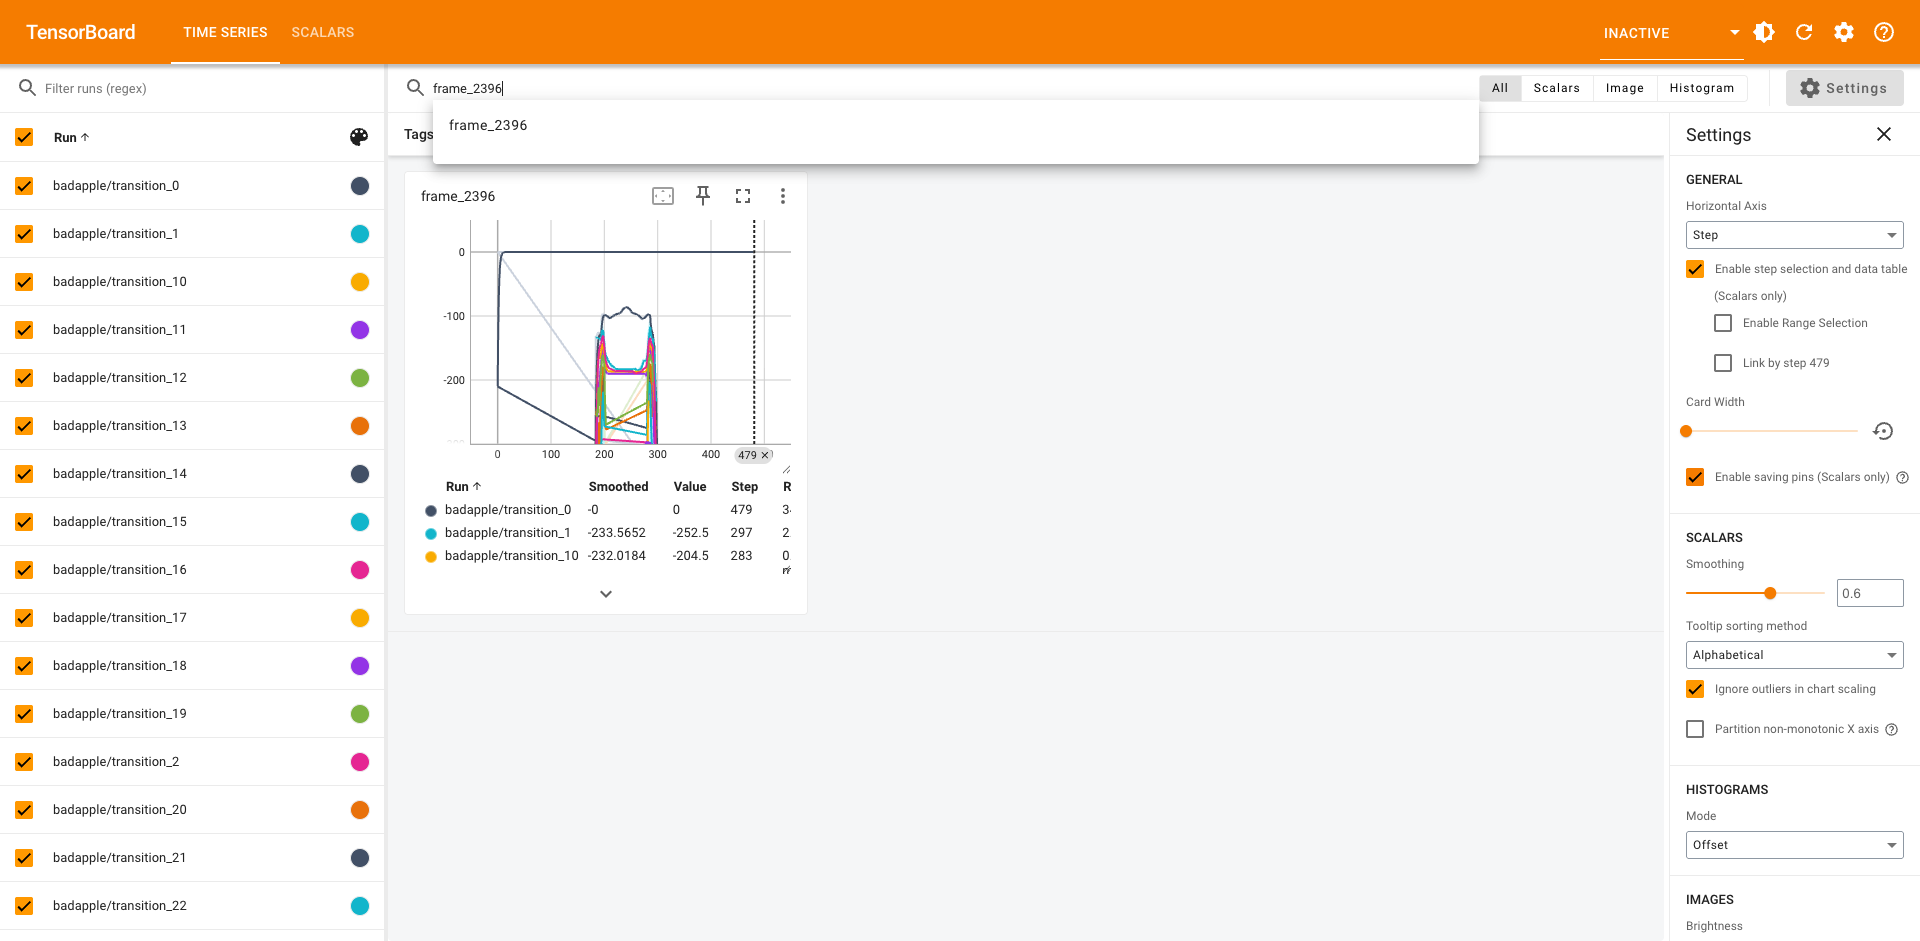 TensorBoard TIME SERIES SCALARS INACTIVE
Filter runs (regex)
frame_2396
All Scalars Image Histogram Settings
Run
frame_2396
Tags
Settings
badapple/transition_0
badapple/transition_1
badapple/transition_10
badapple/transition_11
badapple/transition_12
badapple/transition_13
badapple/transition_14
badapple/transition_15
badapple/transition_16
badapple/transition_17
badapple/transition_18
badapple/transition_19
badapple/transition_2
badapple/transition_20
badapple/transition_21
badapple/transition_22
frame_2396
0
-100
-200
0 100 200 300 400 479
Run Smoothed Value Step R
badapple/transition_0 -0 0 479
badapple/transition_1 -233.5652 -252.5 297 2
badapple/transition_10 -232.0184 -204.5 283 0
GENERAL
Horizontal Axis
Step
Enable step selection and data table
(Scalars only)
Enable Range Selection
Link by step 479
Card Width
Enable saving pins (Scalars only)
SCALARS
Smoothing
0.6
Tooltip sorting method
Alphabetical
Ignore outliers in chart scaling
Partition non-monotonic X axis
HISTOGRAMS
Mode
Offset
IMAGES
Brightness